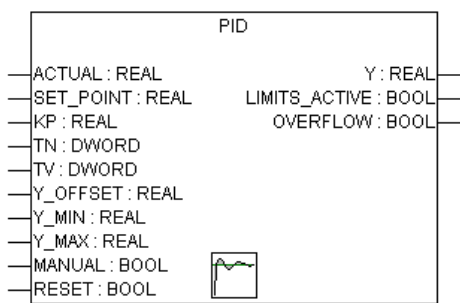 PID
ACTUAL : REAL Y : REAL
SET_POINT : REAL LIMITS_ACTIVE : BOOL
KP : REAL OVERFLOW : BOOL
TN : DWORD
TV : DWORD
Y_OFFSET : REAL
Y_MIN : REAL
Y_MAX : REAL
MANUAL : BOOL
RESET : BOOL